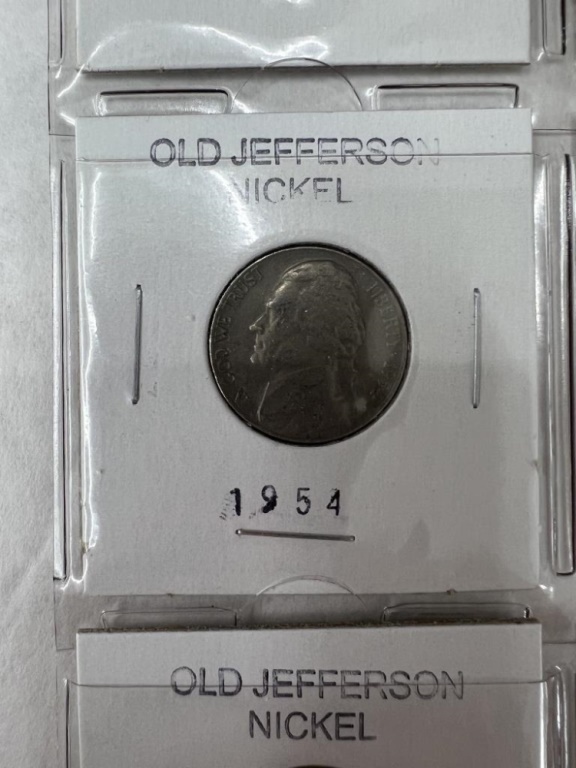 OLD JEFFERSON
NICKEL
IN GOD WE TRUST
LIBERTY
1954
OLD JEFFERSON
NICKEL